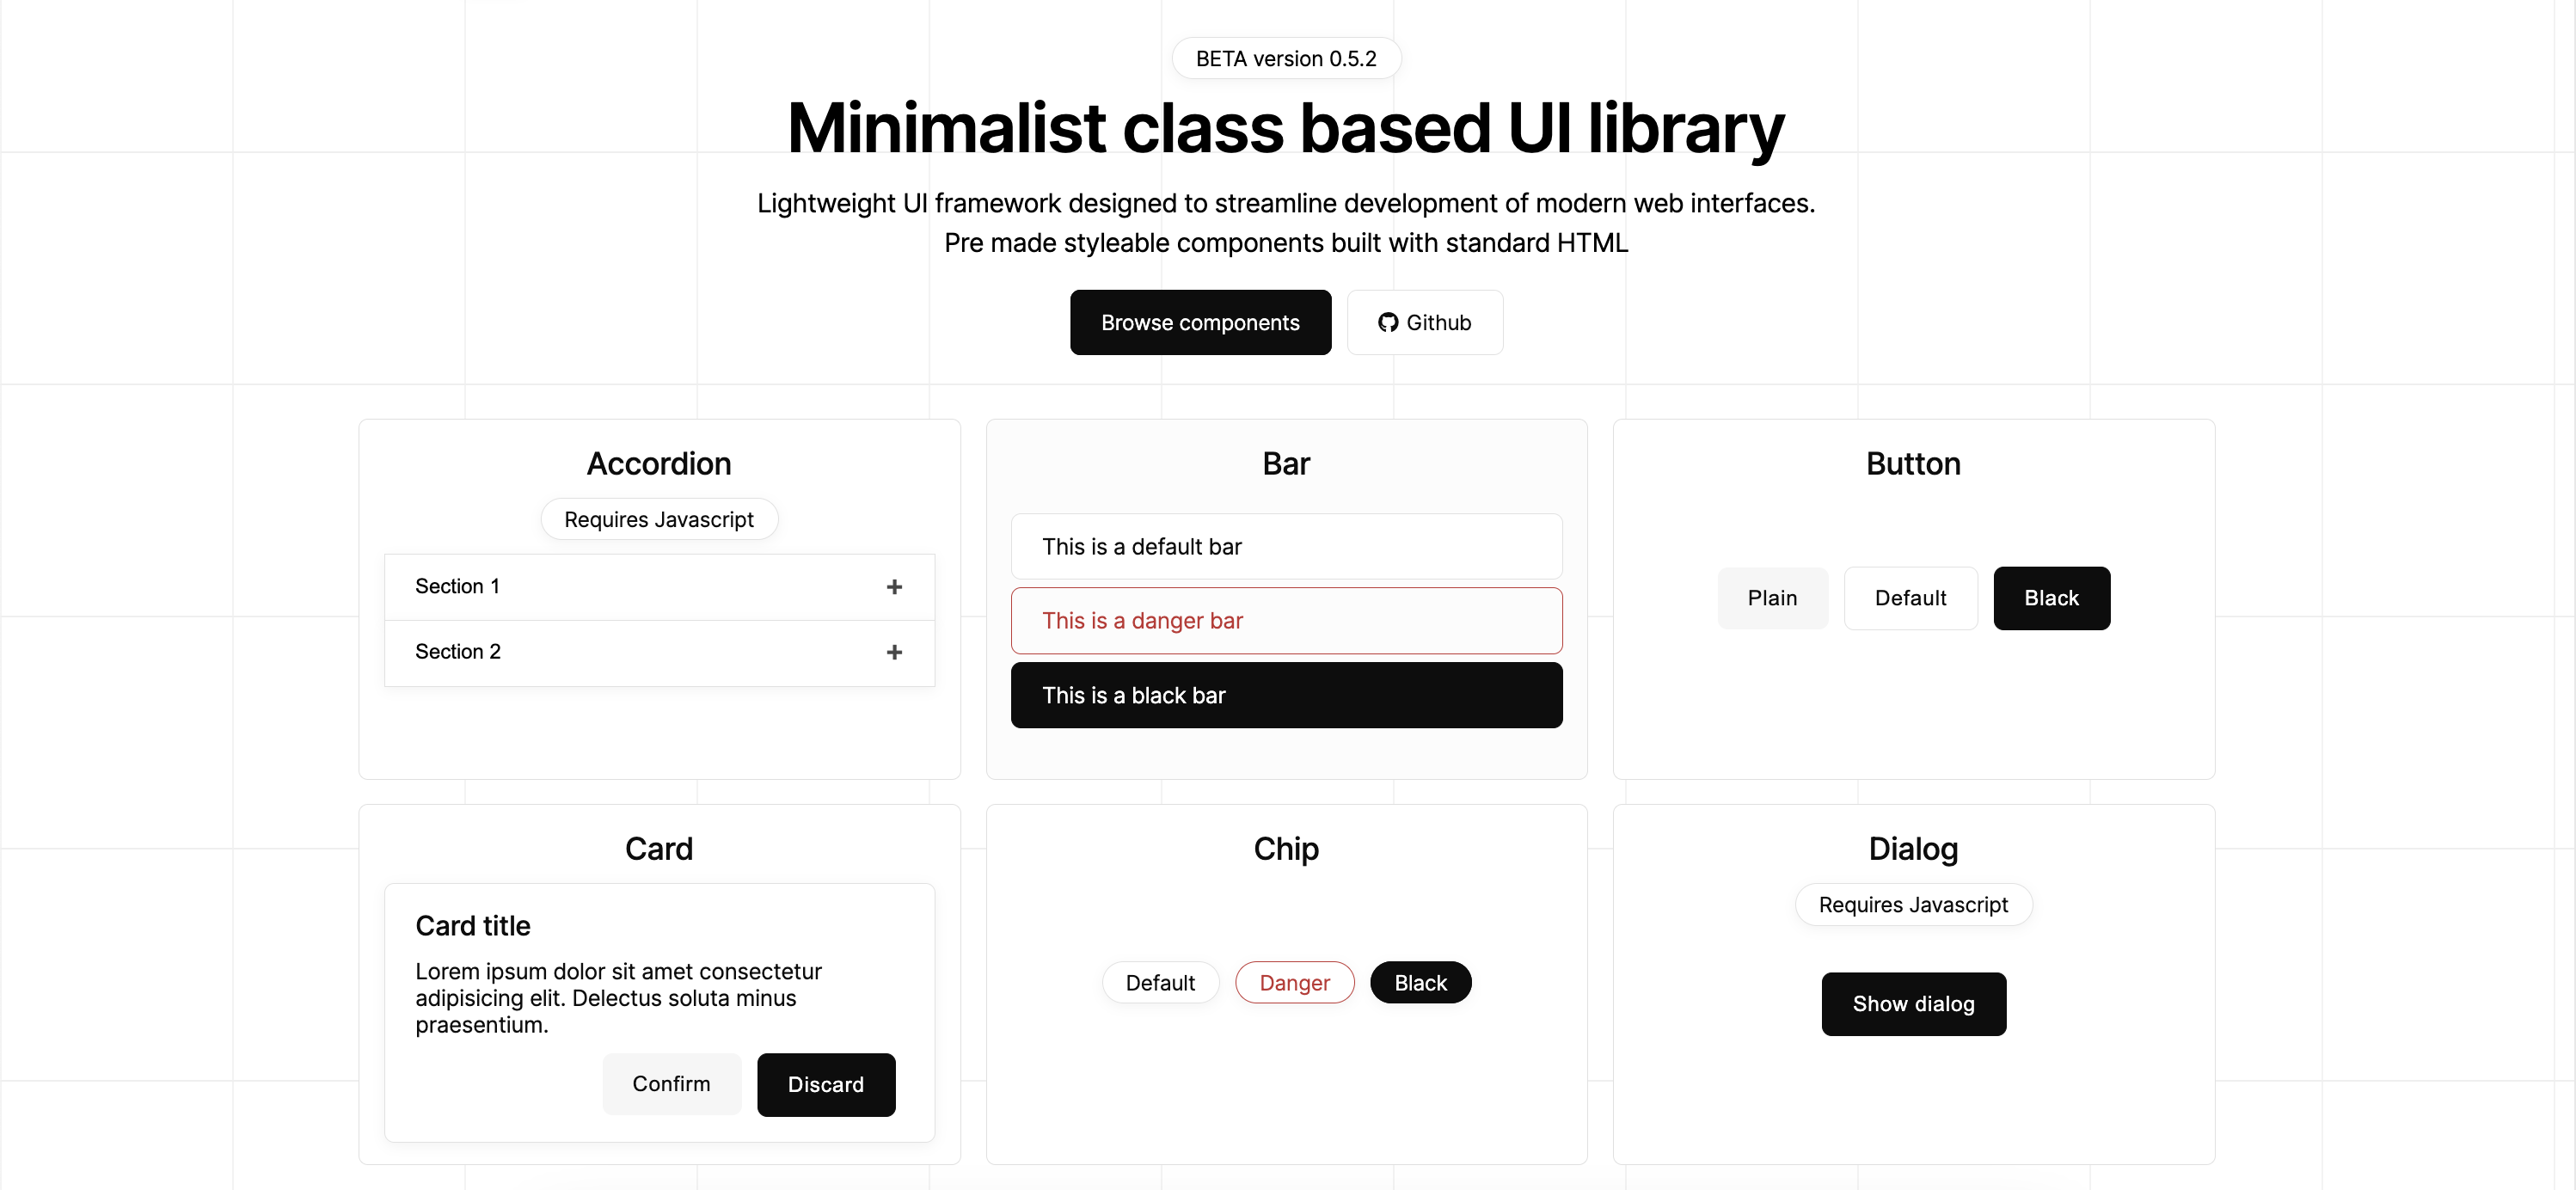 BETA version 0.5.2
Minimalist class based UI library
Lightweight UI framework designed to streamline development of modern web interfaces.
Pre made styleable components built with standard HTML
Browse components
Github
Accordion
Requires Javascript
Section 1
Section 2
Bar
This is a default bar
This is a danger bar
This is a black bar
Button
Plain
Default
Black
Card
Card title
Lorem ipsum dolor sit amet consectetur
adipisicing elit. Delectus soluta minus
praesentium.
Confirm
Discard
Chip
Default
Danger
Black
Dialog
Requires Javascript
Show dialog